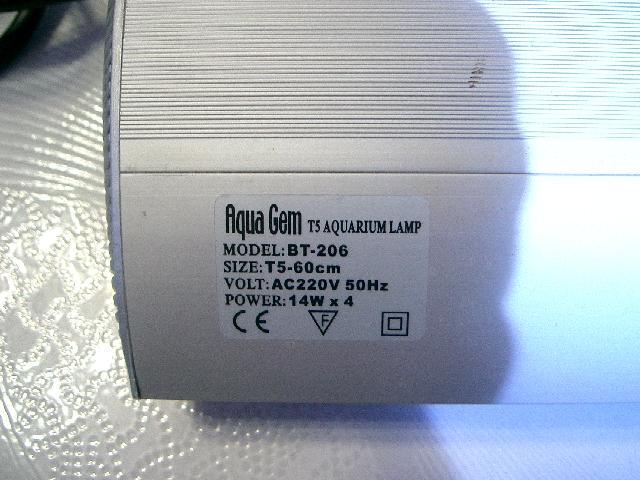 Aqua Gem T5 AQUARIUM LAMP
MODEL:BT-206
SIZE:T5-60cm
VOLT:AC220V 50Hz
POWER:14W x 4
CE F